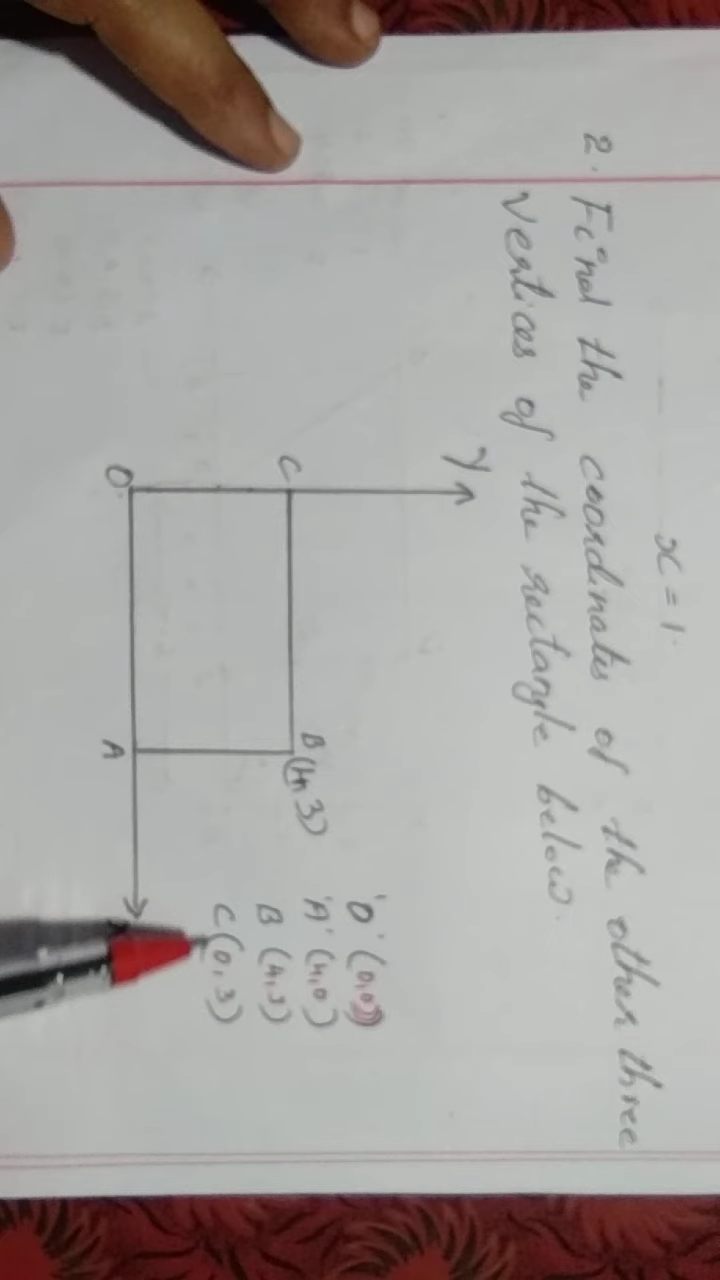 x = 1.
2. Find the coordinates of the other three
vertices of the rectangle below.
Y
C
B (4,3)
O
A
'O' (0,0)
'A' (4,0)
B (4,3)
C (0,3)